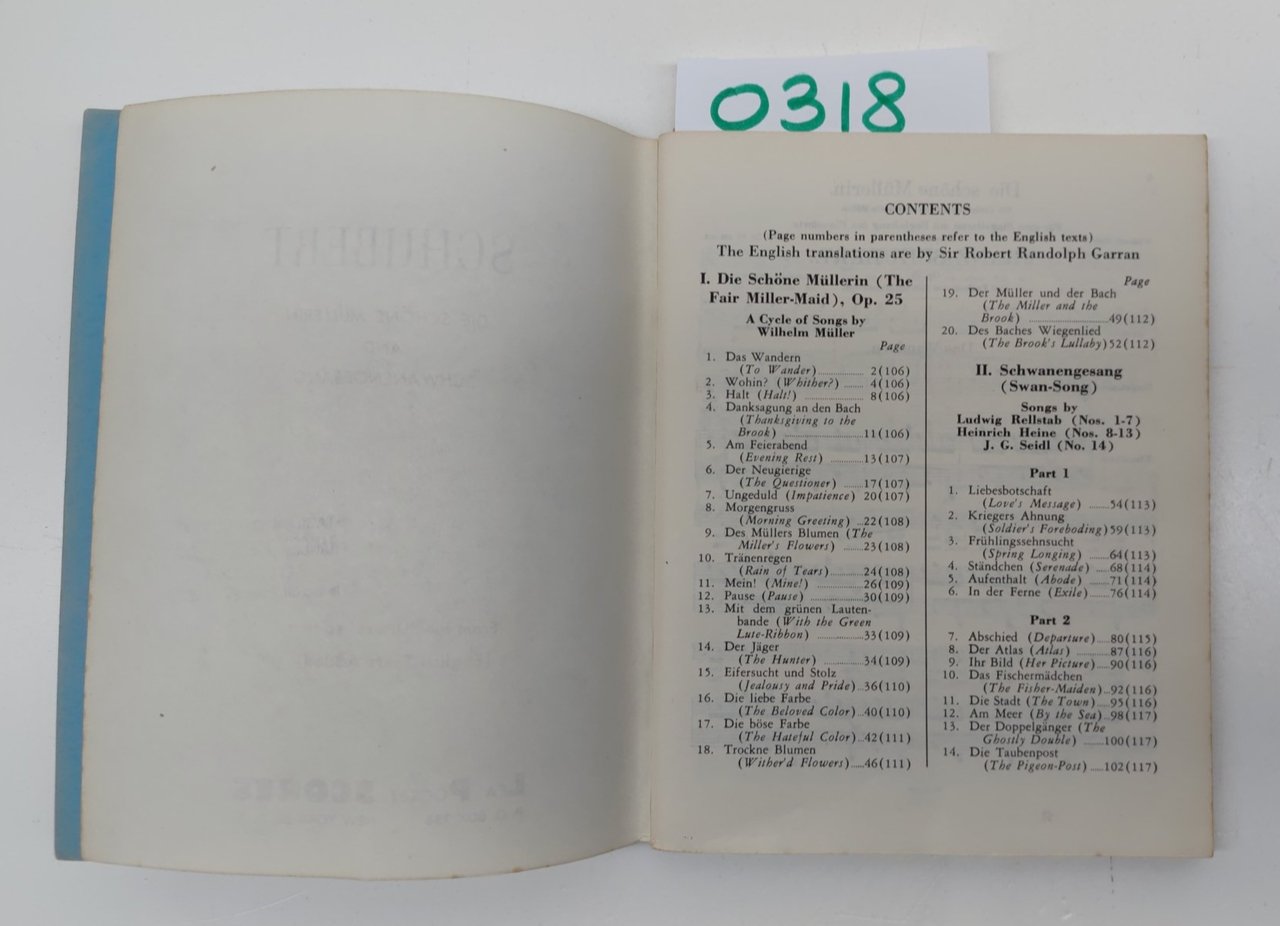 0318
CONTENTS
(Page numbers in parentheses refer to the English texts)
The English translations are by Sir Robert Randolph Garran
I. Die Schöne Müllerin (The
Fair Miller-Maid), Op. 25
A Cycle of Songs by
Wilhelm Müller
Page
1. Das Wandern
(To Wander)................ 2(106)
2. Wohin? (Whither?) ....... 4(106)
3. Halt (Halt!) ................. 8(106)
4. Danksagung an den Bach
(Thanksgiving to the
Brook) .......................11(106)
5. Am Feierabend
(Evening Rest) ............13(107)
6. Der Neugierige
(The Questioner) .......17(107)
7. Ungeduld (Impatience) 20(107)
8. Morgengruss
(Morning Greeting) ...22(108)
9. Des Müllers Blumen (The
Miller's Flowers) .......23(108)
10. Tränenregen
(Rain of Tears)............24(108)
11. Mein! (Mine!) ...............26(109)
12. Pause (Pause) ...................30(109)
13. Mit dem grünen Lauten-
bande (With the Green
Lute-Ribbon) ................33(109)
14. Der Jäger
(The Hunter) ...............34(109)
15. Eifersucht und Stolz
(Jealousy and Pride)..36(110)
16. Die liebe Farbe
(The Beloved Color)..40(110)
17. Die böse Farbe
(The Hateful Color)..42(111)
18. Trockne Blumen
(Wither'd Flowers).....46(111)
Page
19. Der Müller und der Bach
(The Miller and the
Brook) .......................49(112)
20. Des Baches Wiegenlied
(The Brook's Lullaby)52(112)
II. Schwanengesang
(Swan-Song)
Songs by
Ludwig Rellstab (Nos. 1-7)
Heinrich Heine (Nos. 8-13)
J. G. Seidl (No. 14)
Part 1
1. Liebesbotschaft
(Love's Message) .......54(113)
2. Kriegers Ahnung
(Soldier's Foreboding)59(113)
3. Frühlingssehnsucht
(Spring Longing) .......64(113)
4. Ständchen (Serenade) ....68(114)
5. Aufenthalt (Abode) ......71(114)
6. In der Ferne (Exile).......76(114)
Part 2
7. Abschied (Departure)....80(115)
8. Der Atlas (Atlas) ............87(116)
9. Ihr Bild (Her Picture)....90(116)
10. Das Fischermädchen
(The Fisher-Maiden)..92(116)
11. Die Stadt (The Town)....95(116)
12. Am Meer (By the Sea)..98(117)
13. Der Doppelgänger (The
Ghostly Double) ......100(117)
14. Die Taubenpost
(The Pigeon-Post) .....102(117)